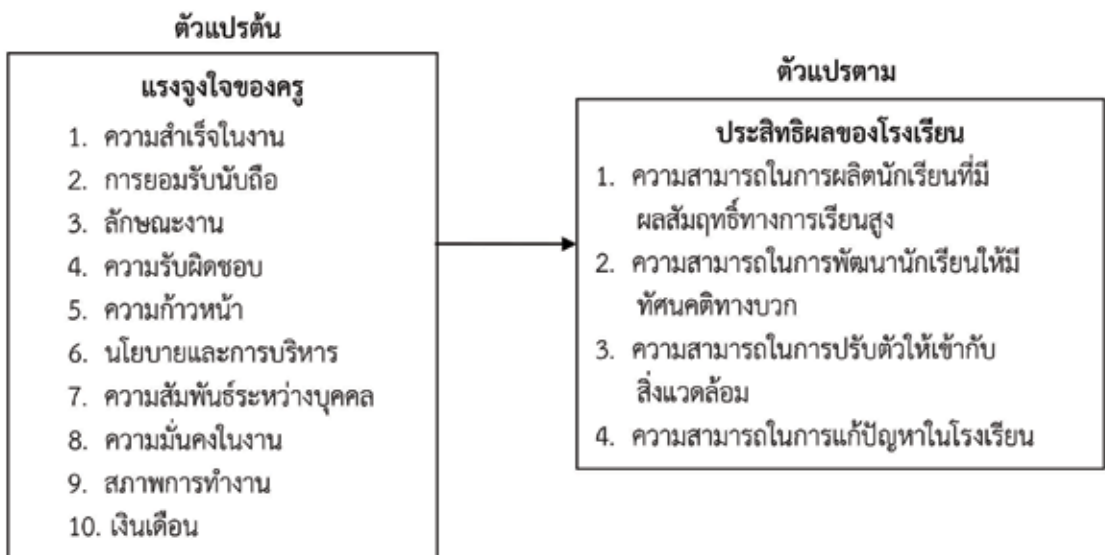 ตัวแปรต้น
แรงจูงใจของครู
1. ความสำเร็จในงาน
2. การยอมรับนับถือ
3. ลักษณะงาน
4. ความรับผิดชอบ
5. ความก้าวหน้า
6. นโยบายและการบริหาร
7. ความสัมพันธ์ระหว่างบุคคล
8. ความมั่นคงในงาน
9. สภาพการทำงาน
10. เงินเดือน
ตัวแปรตาม
ประสิทธิผลของโรงเรียน
1. ความสามารถในการผลิตนักเรียนที่มี
ผลสัมฤทธิ์ทางการเรียนสูง
2. ความสามารถในการพัฒนานักเรียนให้มี
ทัศนคติทางบวก
3. ความสามารถในการปรับตัวให้เข้ากับ
สิ่งแวดล้อม
4. ความสามารถในการแก้ปัญหาในโรงเรียน